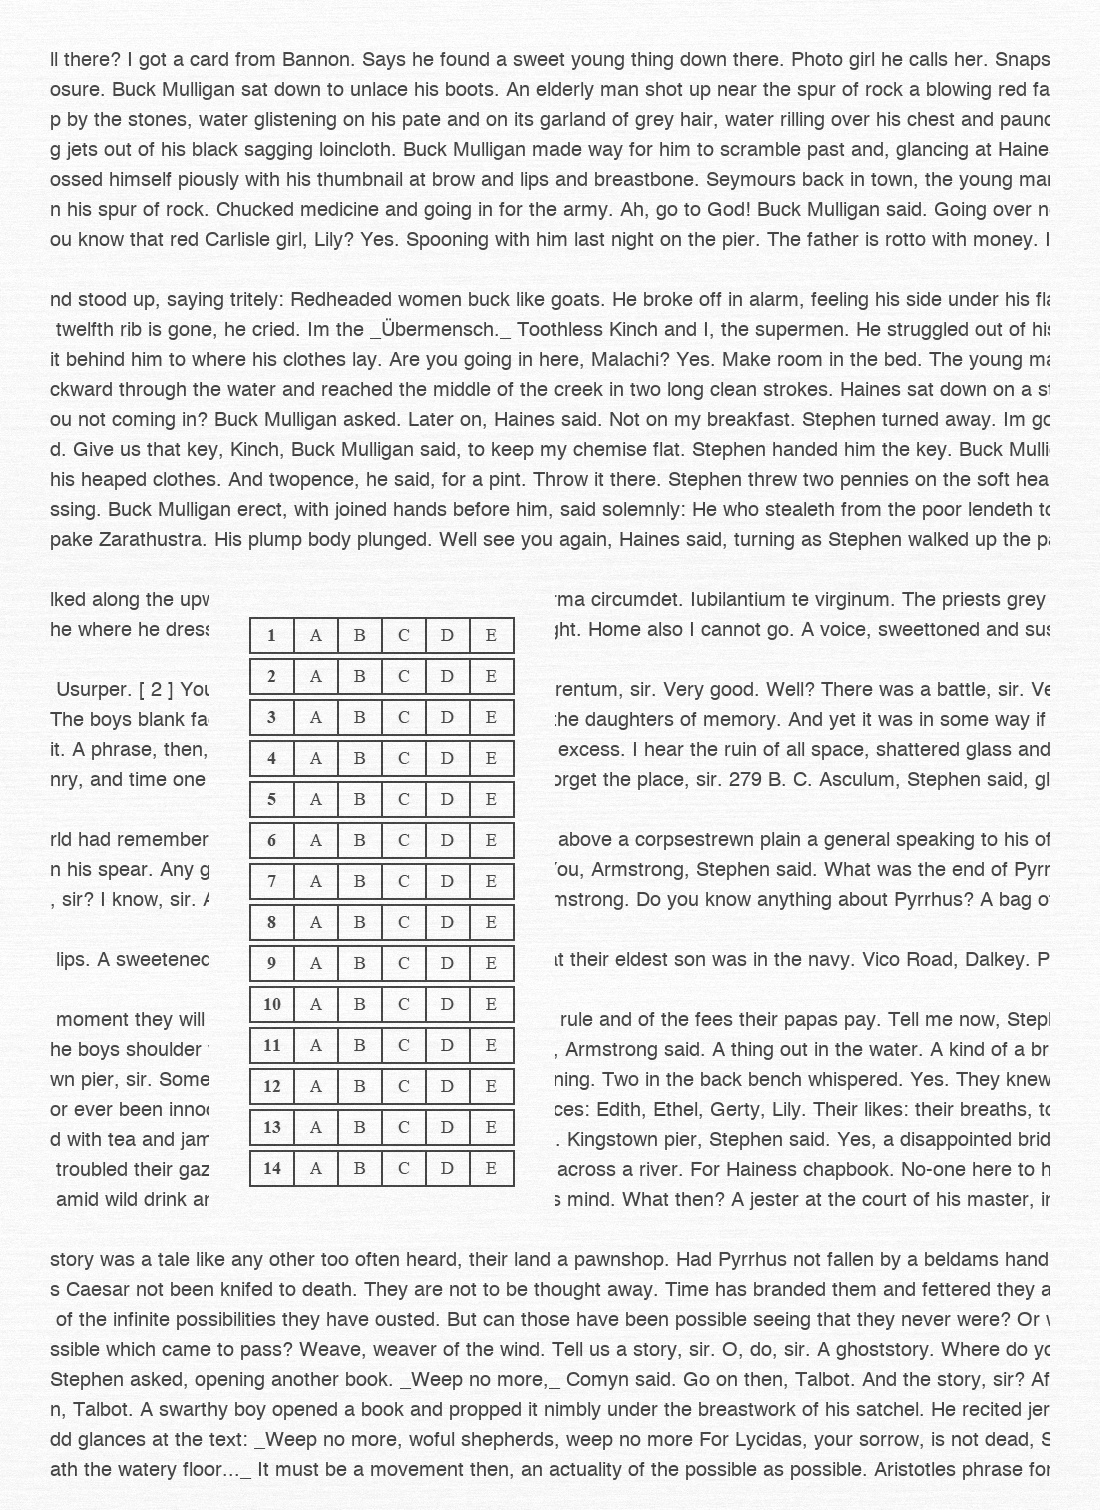 ll there? I got a card from Bannon. Says he found a sweet young thing down there. Photo girl he calls her. Snaps
osure. Buck Mulligan sat down to unlace his boots. An elderly man shot up near the spur of rock a blowing red fa
p by the stones, water glistening on his pate and on its garland of grey hair, water rilling over his chest and paunc
g jets out of his black sagging loincloth. Buck Mulligan made way for him to scramble past and, glancing at Haine
ossed himself piously with his thumbnail at brow and lips and breastbone. Seymours back in town, the young man
n his spur of rock. Chucked medicine and going in for the army. Ah, go to God! Buck Mulligan said. Going over n
ou know that red Carlisle girl, Lily? Yes. Spooning with him last night on the pier. The father is rotto with money. I
nd stood up, saying tritely: Redheaded women buck like goats. He broke off in alarm, feeling his side under his fla
twelfth rib is gone, he cried. Im the _Übermensch._ Toothless Kinch and I, the supermen. He struggled out of his
it behind him to where his clothes lay. Are you going in here, Malachi? Yes. Make room in the bed. The young ma
ckward through the water and reached the middle of the creek in two long clean strokes. Haines sat down on a st
ou not coming in? Buck Mulligan asked. Later on, Haines said. Not on my breakfast. Stephen turned away. Im go
d. Give us that key, Kinch, Buck Mulligan said, to keep my chemise flat. Stephen handed him the key. Buck Mulli
his heaped clothes. And twopence, he said, for a pint. Throw it there. Stephen threw two pennies on the soft hea
ssing. Buck Mulligan erect, with joined hands before him, said solemnly: He who stealeth from the poor lendeth to
pake Zarathustra. His plump body plunged. Well see you again, Haines said, turning as Stephen walked up the pa
lked along the upw rma circumdet. Iubilantium te virginum. The priests grey
he where he dress ght. Home also I cannot go. A voice, sweettoned and sus
Usurper. [ 2 ] You rentum, sir. Very good. Well? There was a battle, sir. Ve
The boys blank fa the daughters of memory. And yet it was in some way if
it. A phrase, then, excess. I hear the ruin of all space, shattered glass and
nry, and time one orget the place, sir. 279 B. C. Asculum, Stephen said, gl
rld had remember above a corpsestrewn plain a general speaking to his of
n his spear. Any g You, Armstrong, Stephen said. What was the end of Pyrr
, sir? I know, sir. A mstrong. Do you know anything about Pyrrhus? A bag o
lips. A sweetened at their eldest son was in the navy. Vico Road, Dalkey. P
moment they will rule and of the fees their papas pay. Tell me now, Steph
he boys shoulder , Armstrong said. A thing out in the water. A kind of a br
wn pier, sir. Some ning. Two in the back bench whispered. Yes. They knew
or ever been innoc ces: Edith, Ethel, Gerty, Lily. Their likes: their breaths, to
d with tea and jam . Kingstown pier, Stephen said. Yes, a disappointed brid
troubled their gaz across a river. For Hainess chapbook. No-one here to h
amid wild drink an s mind. What then? A jester at the court of his master, in
1 A B C D E
2 A B C D E
3 A B C D E
4 A B C D E
5 A B C D E
6 A B C D E
7 A B C D E
8 A B C D E
9 A B C D E
10 A B C D E
11 A B C D E
12 A B C D E
13 A B C D E
14 A B C D E
story was a tale like any other too often heard, their land a pawnshop. Had Pyrrhus not fallen by a beldams hand
s Caesar not been knifed to death. They are not to be thought away. Time has branded them and fettered they a
of the infinite possibilities they have ousted. But can those have been possible seeing that they never were? Or w
ssible which came to pass? Weave, weaver of the wind. Tell us a story, sir. O, do, sir. A ghoststory. Where do yo
Stephen asked, opening another book. _Weep no more,_ Comyn said. Go on then, Talbot. And the story, sir? Af
n, Talbot. A swarthy boy opened a book and propped it nimbly under the breastwork of his satchel. He recited jer
dd glances at the text: _Weep no more, woful shepherds, weep no more For Lycidas, your sorrow, is not dead, S
ath the watery floor..._ It must be a movement then, an actuality of the possible as possible. Aristotles phrase for